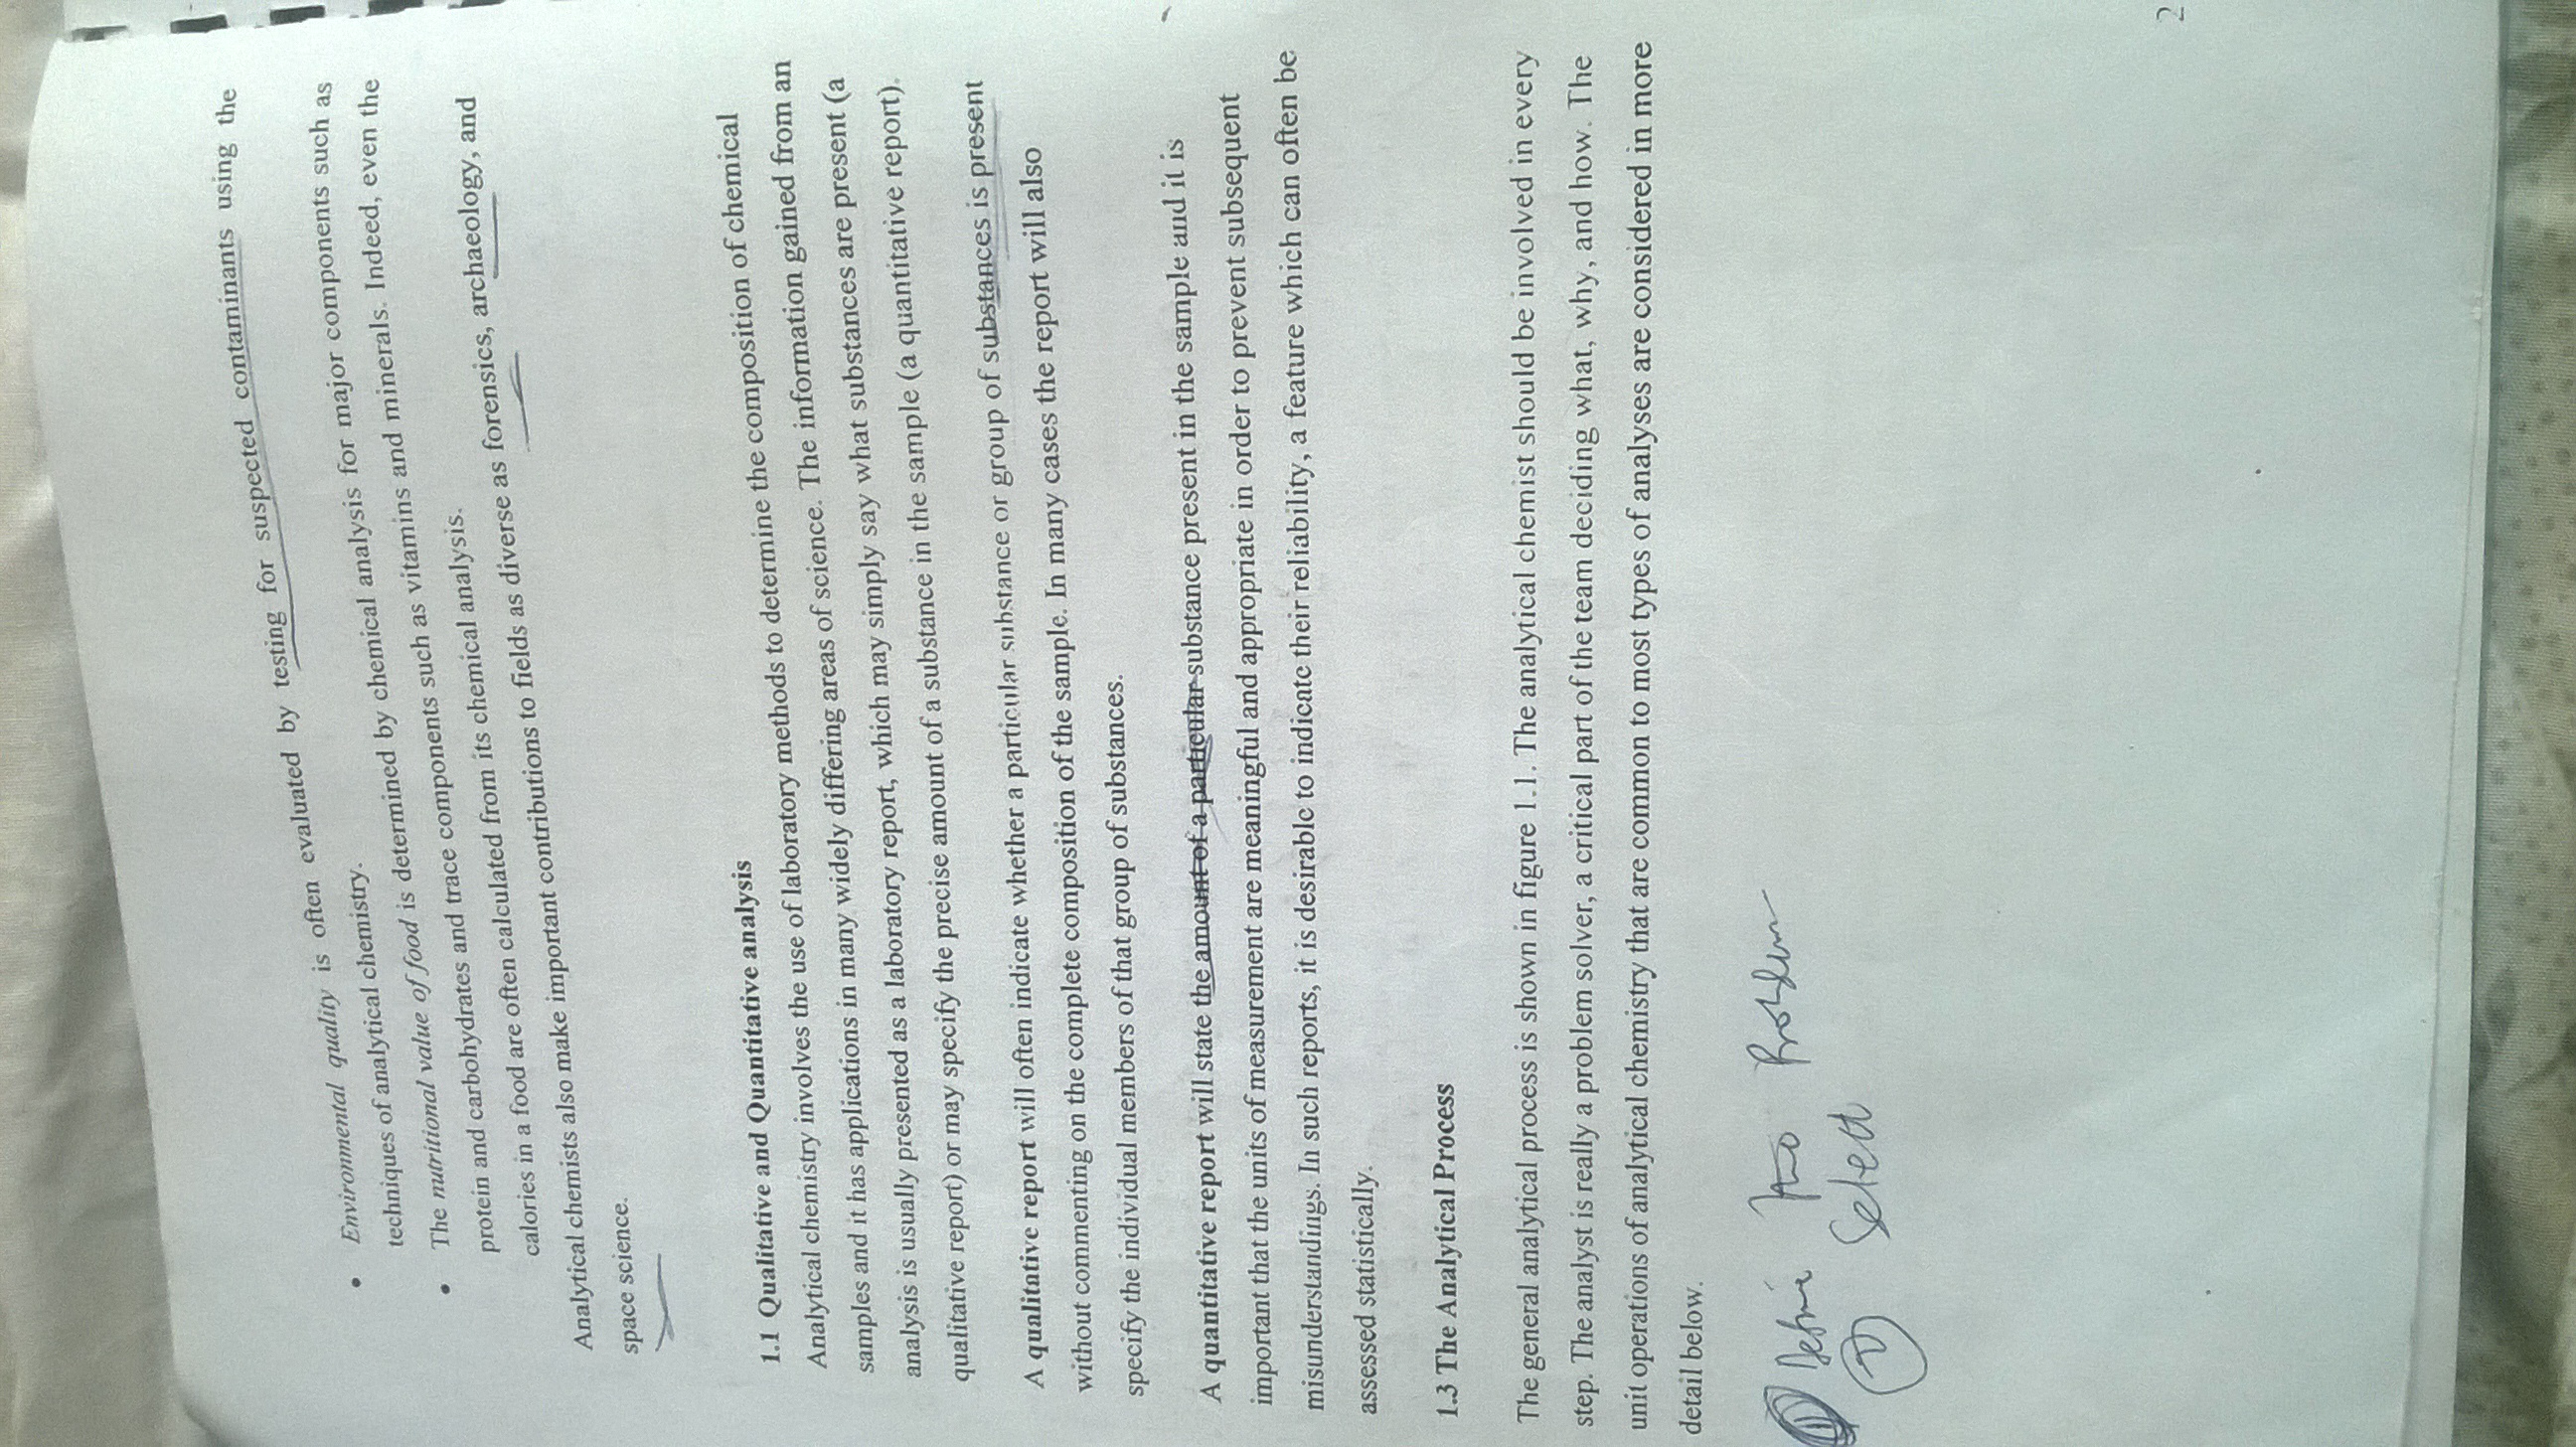 • Environmental quality is often evaluated by testing for suspected contaminants using the
techniques of analytical chemistry.
• The nutritional value of food is determined by chemical analysis for major components such as
protein and carbohydrates and trace components such as vitamins and minerals. Indeed, even the
calories in a food are often calculated from its chemical analysis.
Analytical chemists also make important contributions to fields as diverse as forensics, archaeology, and
space science.
1.1 Qualitative and Quantitative analysis
Analytical chemistry involves the use of laboratory methods to determine the composition of chemical
samples and it has applications in many widely differing areas of science. The information gained from an
analysis is usually presented as a laboratory report, which may simply say what substances are present (a
qualitative report) or may specify the precise amount of a substance in the sample (a quantitative report).
A qualitative report will often indicate whether a particular substance or group of substances is present
without commenting on the complete composition of the sample. In many cases the report will also
specify the individual members of that group of substances.
A quantitative report will state the amount of a particular substance present in the sample and it is
important that the units of measurement are meaningful and appropriate in order to prevent subsequent
misunderstandings. In such reports, it is desirable to indicate their reliability, a feature which can often be
assessed statistically.
1.3 The Analytical Process
The general analytical process is shown in figure 1.1. The analytical chemist should be involved in every
step. The analyst is really a problem solver, a critical part of the team deciding what, why, and how. The
unit operations of analytical chemistry that are common to most types of analyses are considered in more
detail below.
① Define the Problem
② Select
2